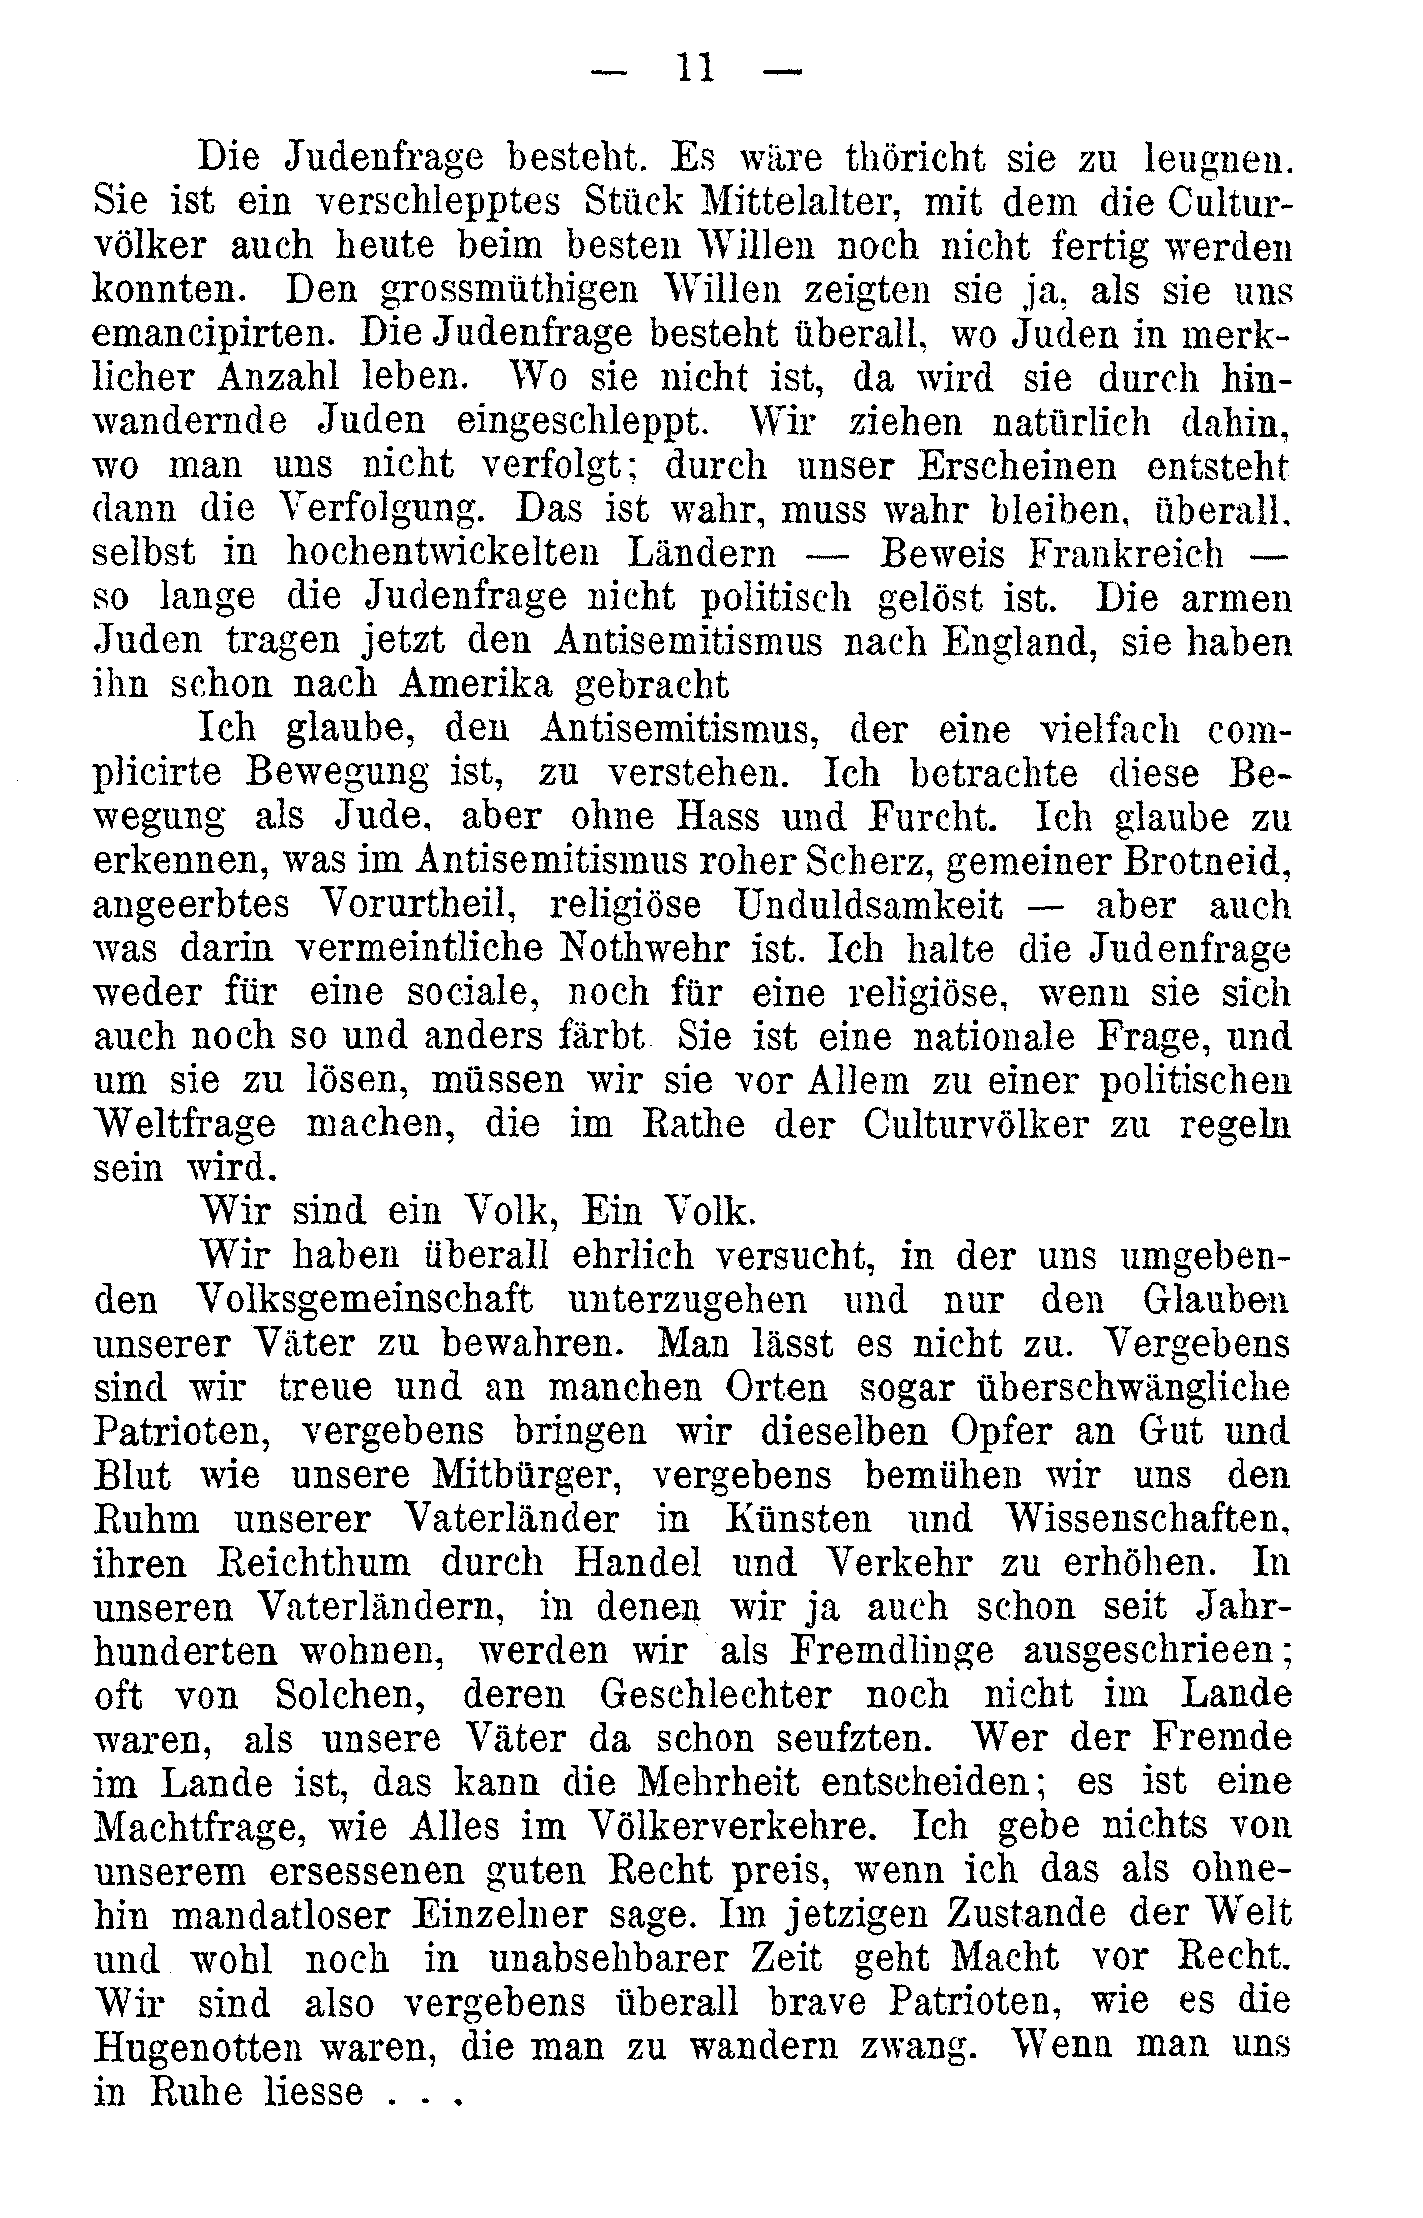 — 11 —
Die Judenfrage besteht. Es wäre thöricht sie zu leugnen.
Sie ist ein verschlepptes Stück Mittelalter, mit dem die Cultur-
völker auch heute beim besten Willen noch nicht fertig werden
konnten. Den grossmüthigen Willen zeigten sie ja, als sie uns
emancipirten. Die Judenfrage besteht überall, wo Juden in merk-
licher Anzahl leben. Wo sie nicht ist, da wird sie durch hin-
wandernde Juden eingeschleppt. Wir ziehen natürlich dahin,
wo man uns nicht verfolgt; durch unser Erscheinen entsteht
dann die Verfolgung. Das ist wahr, muss wahr bleiben, überall,
selbst in hochentwickelten Ländern — Beweis Frankreich —
so lange die Judenfrage nicht politisch gelöst ist. Die armen
Juden tragen jetzt den Antisemitismus nach England, sie haben
ihn schon nach Amerika gebracht
Ich glaube, den Antisemitismus, der eine vielfach com-
plicirte Bewegung ist, zu verstehen. Ich betrachte diese Be-
wegung als Jude, aber ohne Hass und Furcht. Ich glaube zu
erkennen, was im Antisemitismus roher Scherz, gemeiner Brotneid,
angeerbtes Vorurtheil, religiöse Unduldsamkeit — aber auch
was darin vermeintliche Nothwehr ist. Ich halte die Judenfrage
weder für eine sociale, noch für eine religiöse, wenn sie sich
auch noch so und anders färbt. Sie ist eine nationale Frage, und
um sie zu lösen, müssen wir sie vor Allem zu einer politischen
Weltfrage machen, die im Rathe der Culturvölker zu regeln
sein wird.
Wir sind ein Volk, Ein Volk.
Wir haben überall ehrlich versucht, in der uns umgeben-
den Volksgemeinschaft unterzugehen und nur den Glauben
unserer Väter zu bewahren. Man lässt es nicht zu. Vergebens
sind wir treue und an manchen Orten sogar überschwängliche
Patrioten, vergebens bringen wir dieselben Opfer an Gut und
Blut wie unsere Mitbürger, vergebens bemühen wir uns den
Ruhm unserer Vaterländer in Künsten und Wissenschaften,
ihren Reichthum durch Handel und Verkehr zu erhöhen. In
unseren Vaterländern, in denen wir ja auch schon seit Jahr-
hunderten wohnen, werden wir als Fremdlinge ausgeschrieen;
oft von Solchen, deren Geschlechter noch nicht im Lande
waren, als unsere Väter da schon seufzten. Wer der Fremde
im Lande ist, das kann die Mehrheit entscheiden; es ist eine
Machtfrage, wie Alles im Völkerverkehre. Ich gebe nichts von
unserem ersessenen guten Recht preis, wenn ich das als ohne-
hin mandatloser Einzelner sage. Im jetzigen Zustande der Welt
und wohl noch in unabsehbarer Zeit geht Macht vor Recht.
Wir sind also vergebens überall brave Patrioten, wie es die
Hugenotten waren, die man zu wandern zwang. Wenn man uns
in Ruhe liesse . . .